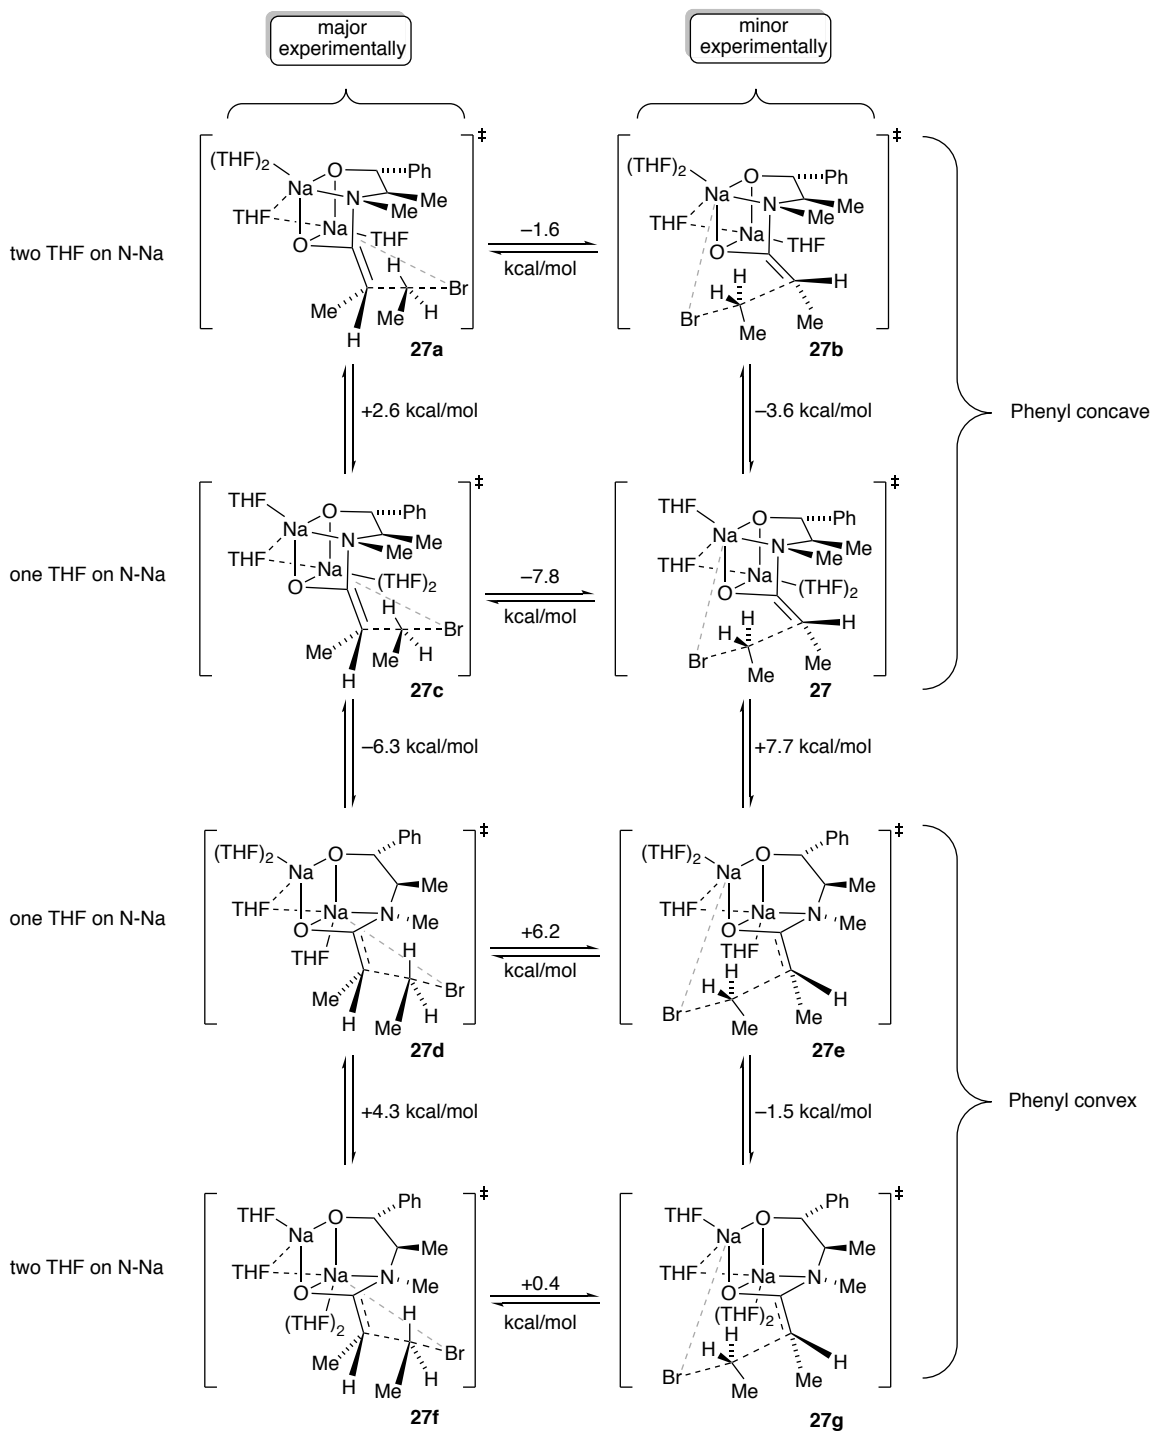 major
experimentally
minor
experimentally
‡
‡
(THF)2
O
Ph
Na
N
Me
Me
THF
Na
O
THF
H
Br
Me
Me
H
H
27a
(THF)2
O
Ph
Na
N
Me
Me
THF
Na
O
THF
H
H
H
Br
Me
Me
27b
two THF on N-Na
–1.6
kcal/mol
+2.6 kcal/mol
–3.6 kcal/mol
Phenyl concave
‡
‡
THF
O
Ph
Na
N
Me
Me
THF
Na
O
(THF)2
H
Br
Me
Me
H
H
27c
THF
O
Ph
Na
N
Me
Me
THF
Na
O
(THF)2
H
H
H
Br
Me
Me
27
one THF on N-Na
–7.8
kcal/mol
–6.3 kcal/mol
+7.7 kcal/mol
‡
‡
(THF)2
O
Ph
Na
Me
THF
Na
N
Me
O
THF
H
Br
Me
H
H
Me
27d
(THF)2
O
Ph
Na
Me
THF
Na
N
Me
O
THF
H
H
H
Br
Me
Me
27e
one THF on N-Na
+6.2
kcal/mol
+4.3 kcal/mol
–1.5 kcal/mol
Phenyl convex
‡
‡
THF
O
Ph
Na
Me
THF
Na
N
Me
O
(THF)2
H
Br
Me
H
H
Me
27f
THF
O
Ph
Na
Me
THF
Na
N
Me
O
(THF)2
H
H
H
Br
Me
Me
27g
two THF on N-Na
+0.4
kcal/mol